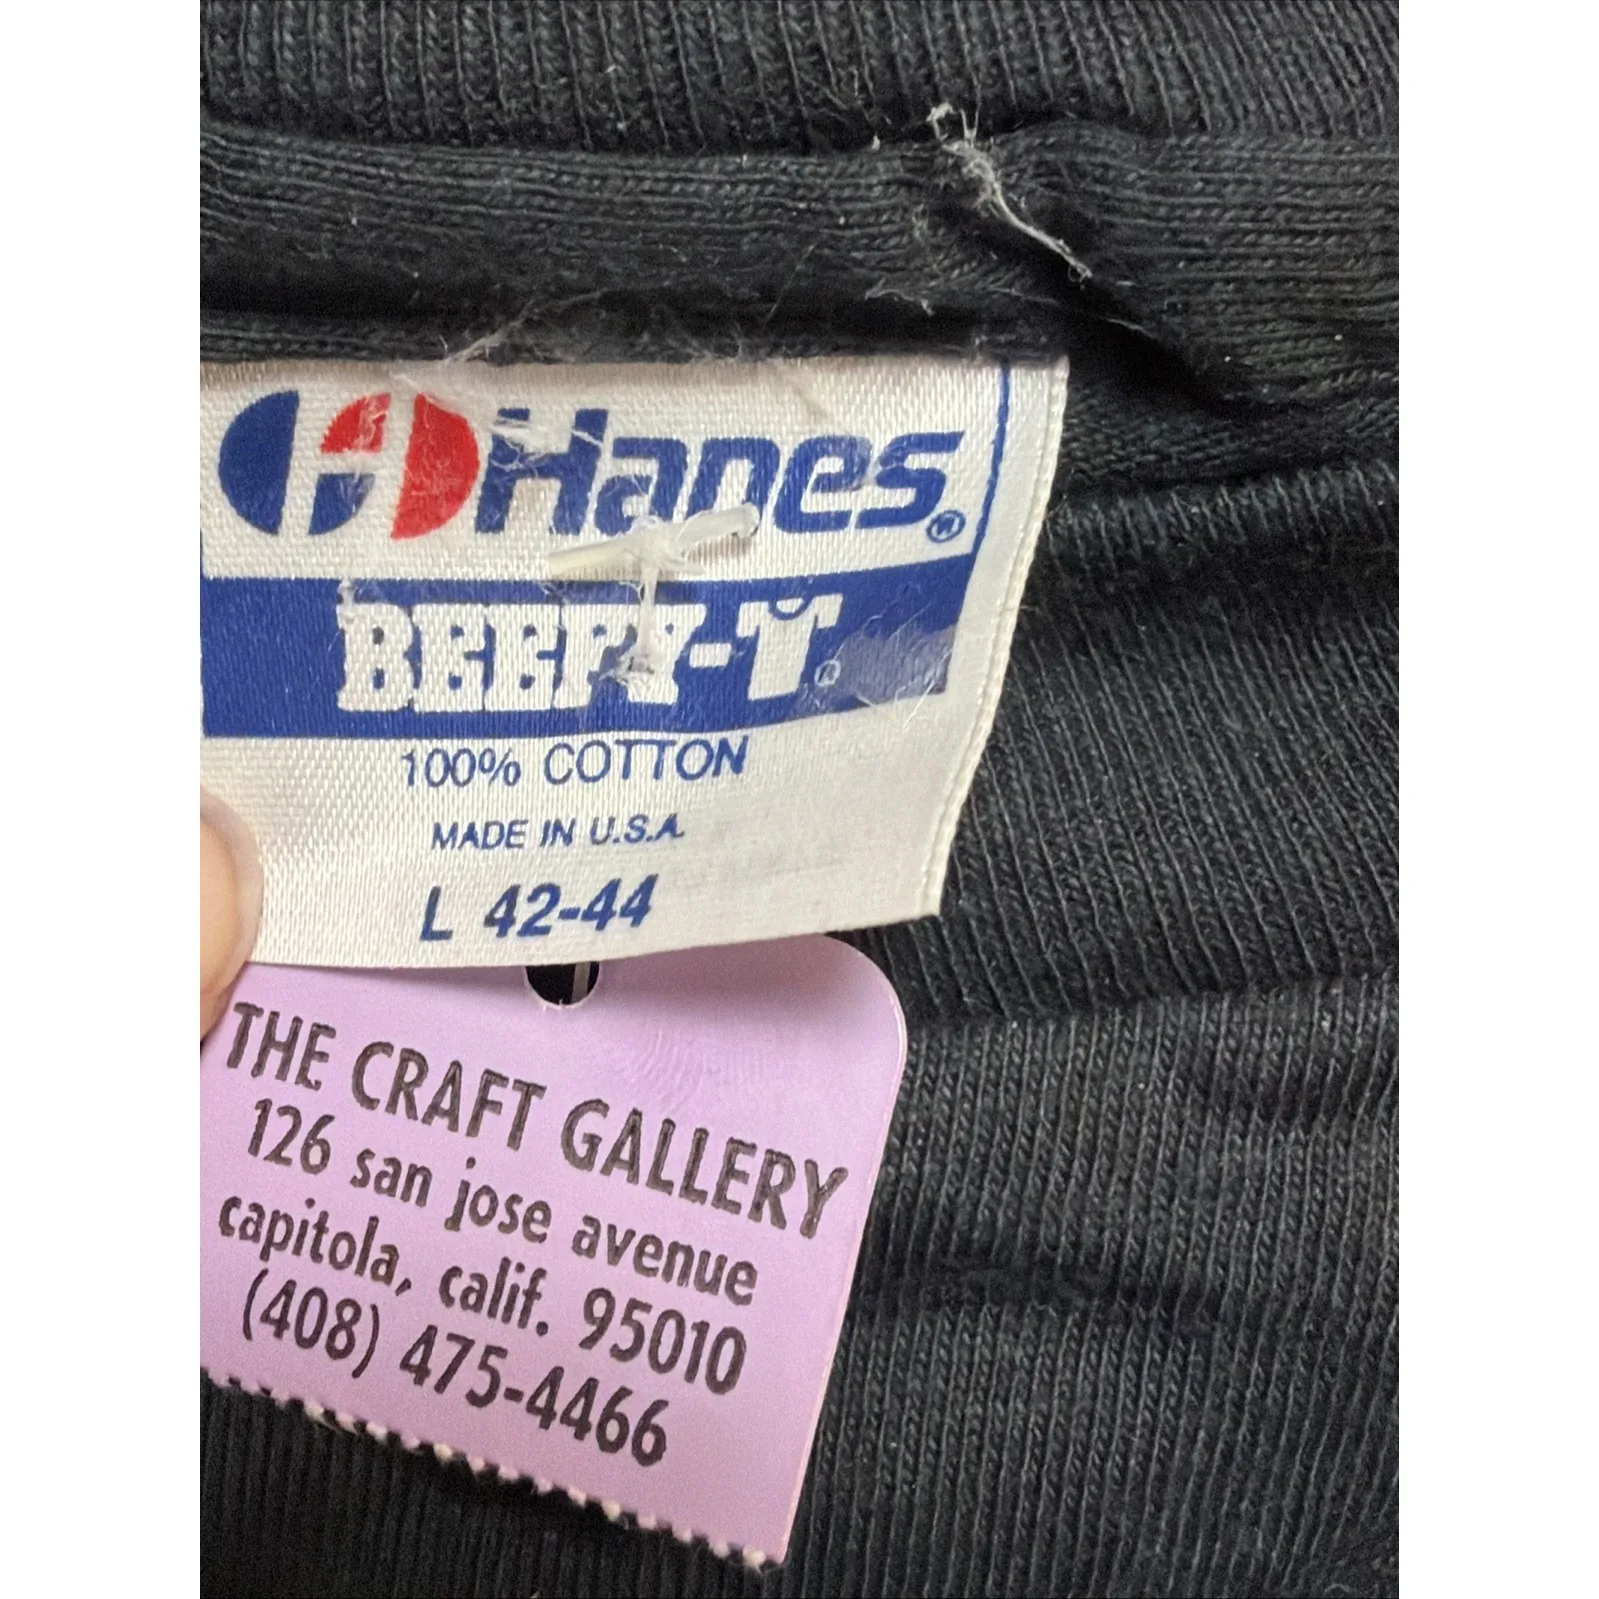 Hanes®
BEEFY-T®
100% COTTON
MADE IN U.S.A.
L 42-44
THE CRAFT GALLERY
126 san jose avenue
capitola, calif. 95010
(408) 475-4466